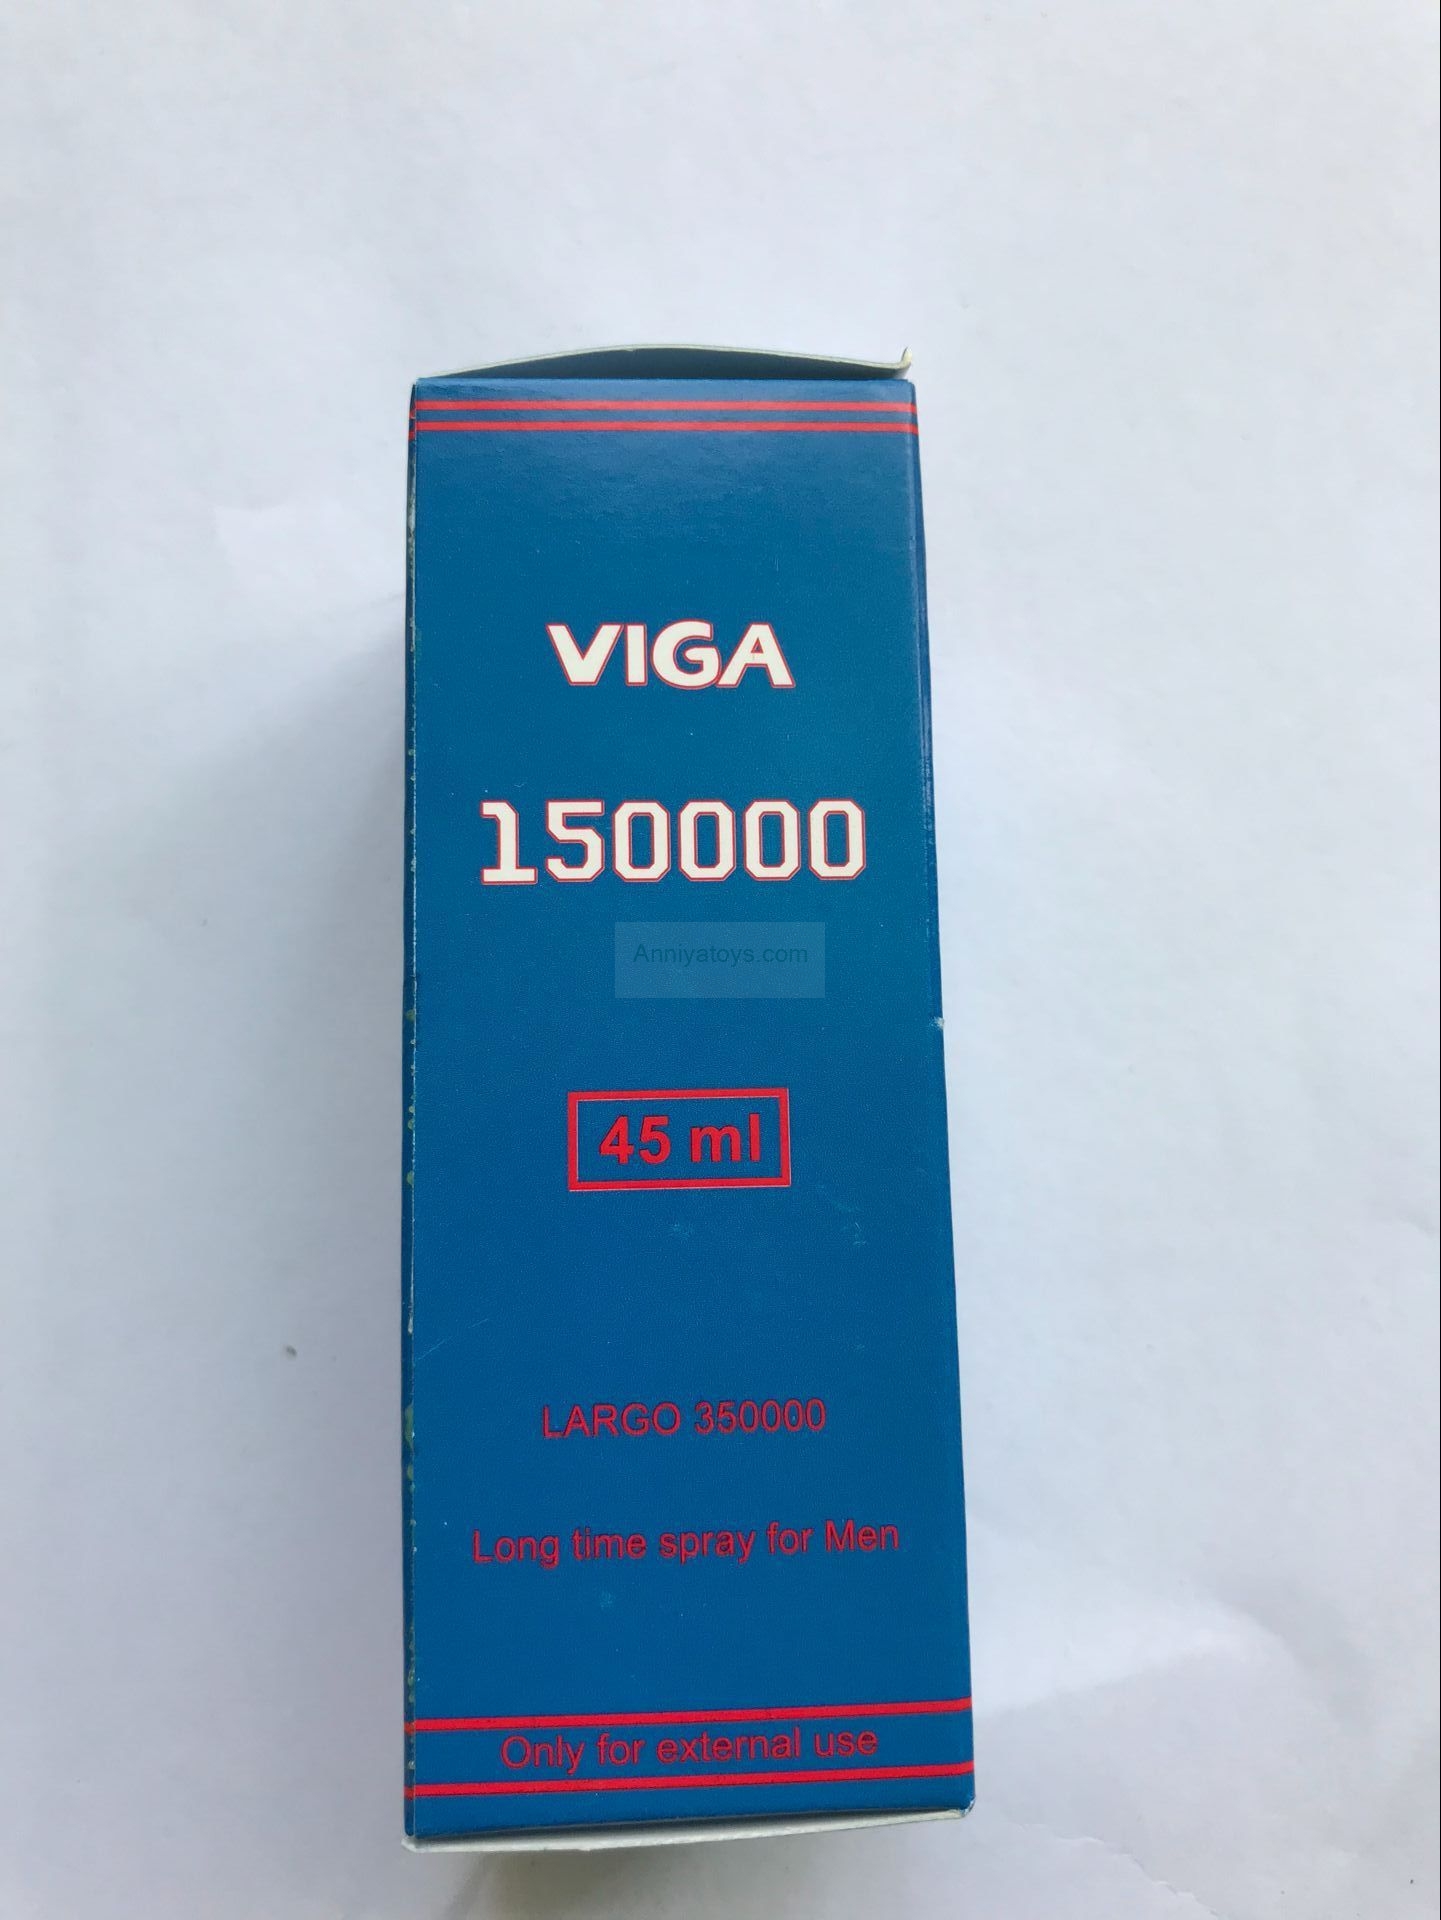 VIGA
150000
Anniyatoys.com
45 ml
LARGO 350000
Long time spray for Men
Only for external use